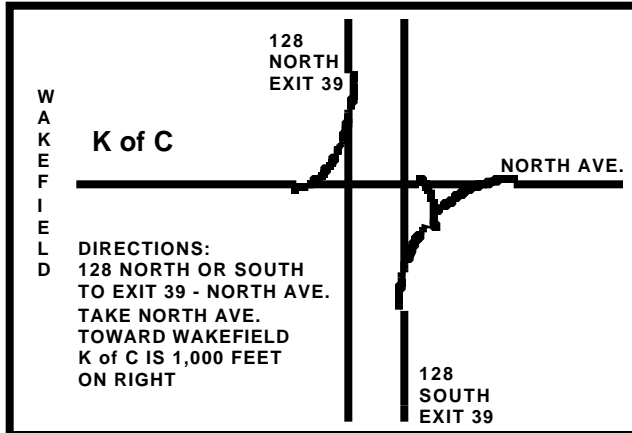 128
NORTH
EXIT 39
WAKEFIELD
K of C
NORTH AVE.
DIRECTIONS:
128 NORTH OR SOUTH
TO EXIT 39 - NORTH AVE.
TAKE NORTH AVE.
TOWARD WAKEFIELD
K of C IS 1,000 FEET
ON RIGHT
128
SOUTH
EXIT 39